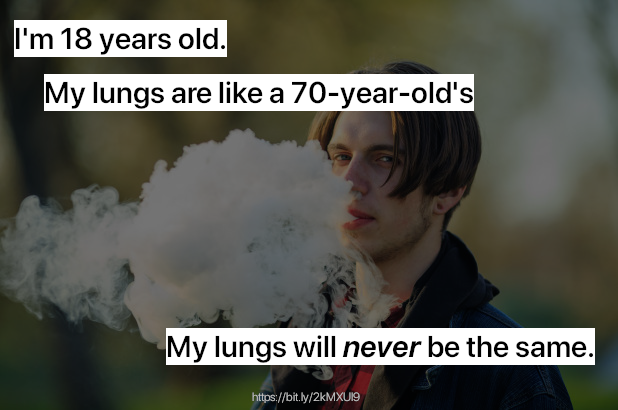 I'm 18 years old.
My lungs are like a 70-year-old's
My lungs will never be the same.
https://bit.ly/2kMXUl9